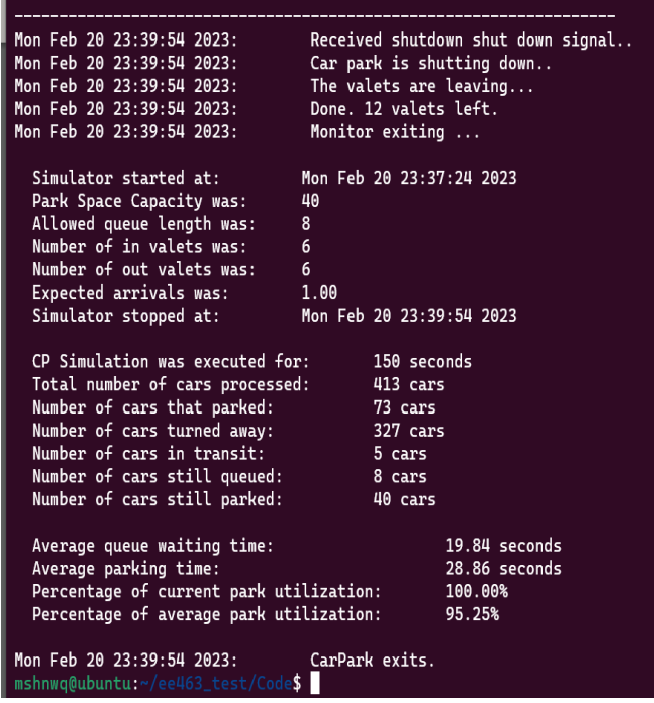 --------------------------------------------------------------------
Mon Feb 20 23:39:54 2023: Received shutdown shut down signal..
Mon Feb 20 23:39:54 2023: Car park is shutting down..
Mon Feb 20 23:39:54 2023: The valets are leaving...
Mon Feb 20 23:39:54 2023: Done. 12 valets left.
Mon Feb 20 23:39:54 2023: Monitor exiting ...
Simulator started at: Mon Feb 20 23:37:24 2023
Park Space Capacity was: 40
Allowed queue length was: 8
Number of in valets was: 6
Number of out valets was: 6
Expected arrivals was: 1.00
Simulator stopped at: Mon Feb 20 23:39:54 2023
CP Simulation was executed for: 150 seconds
Total number of cars processed: 413 cars
Number of cars that parked: 73 cars
Number of cars turned away: 327 cars
Number of cars in transit: 5 cars
Number of cars still queued: 8 cars
Number of cars still parked: 40 cars
Average queue waiting time: 19.84 seconds
Average parking time: 28.86 seconds
Percentage of current park utilization: 100.00%
Percentage of average park utilization: 95.25%
Mon Feb 20 23:39:54 2023: CarPark exits.
mshnwq@ubuntu:~/ee463_test/Code$